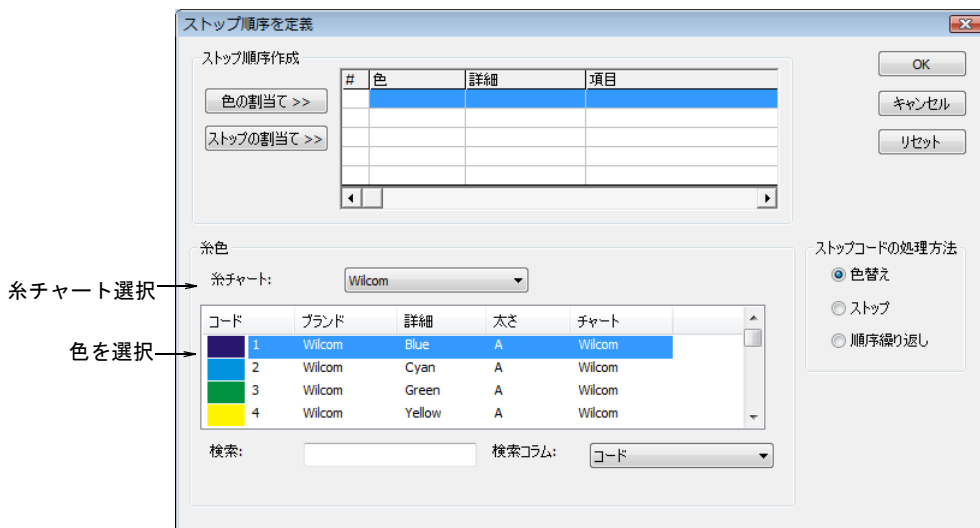 ストップ順序を定義
ストップ順序作成
# 色 詳細 項目
色の割当て >>
ストップの割当て >>
OK
キャンセル
リセット
糸色
糸チャート選択
糸チャート: Wilcom
色を選択
コード ブランド 詳細 太さ チャート
1 Wilcom Blue A Wilcom
2 Wilcom Cyan A Wilcom
3 Wilcom Green A Wilcom
4 Wilcom Yellow A Wilcom
検索: 検索コラム: コード
ストップコードの処理方法
色替え
ストップ
順序繰り返し